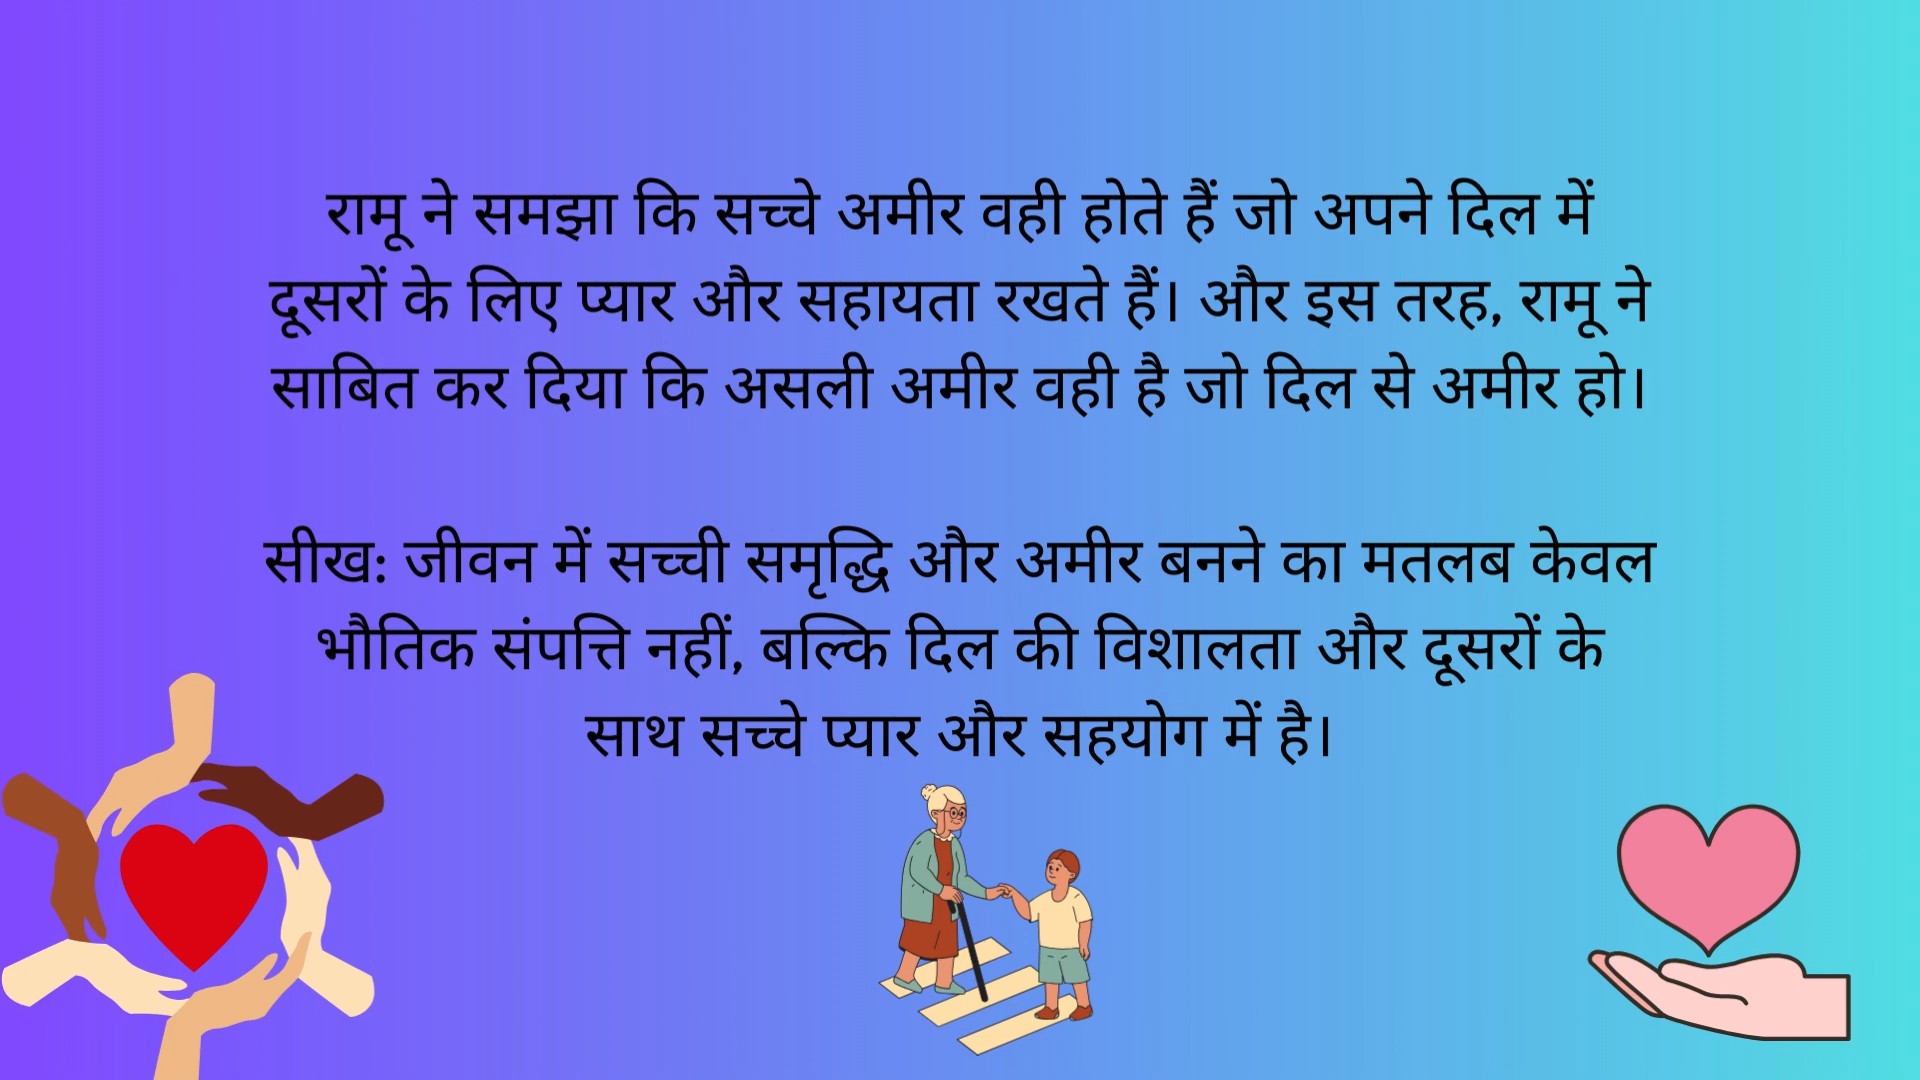 रामू ने समझा कि सच्चे अमीर वही होते हैं जो अपने दिल में
दूसरों के लिए प्यार और सहायता रखते हैं। और इस तरह, रामू ने
साबित कर दिया कि असली अमीर वही है जो दिल से अमीर हो।
सीख: जीवन में सच्ची समृद्धि और अमीर बनने का मतलब केवल
भौतिक संपत्ति नहीं, बल्कि दिल की विशालता और दूसरों के
साथ सच्चे प्यार और सहयोग में है।